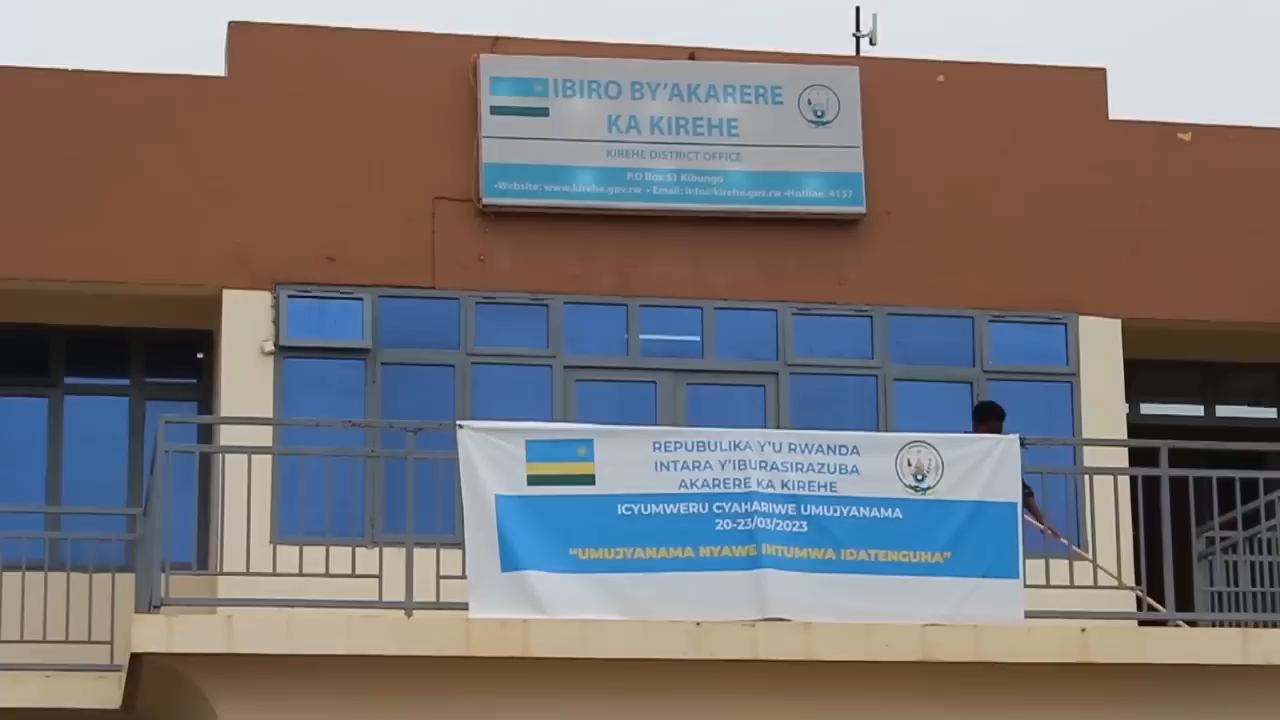 IBIRO BY'AKARERE
KA KIREHE
KIREHE DISTRICT OFFICE
P.O Box 51 Kibungo
•Website: www.kirehe.gov.rw • Email: info@kirehe.gov.rw •Hotline: 4137
REPUBULIKA Y'U RWANDA
INTARA Y'IBURASIRAZUBA
AKARERE KA KIREHE
ICYUMWERU CYAHARIWE UMUJYANAMA
20-23/03/2023
“UMUJYANAMA NYAWE INTUMWA IDATENGUHA”